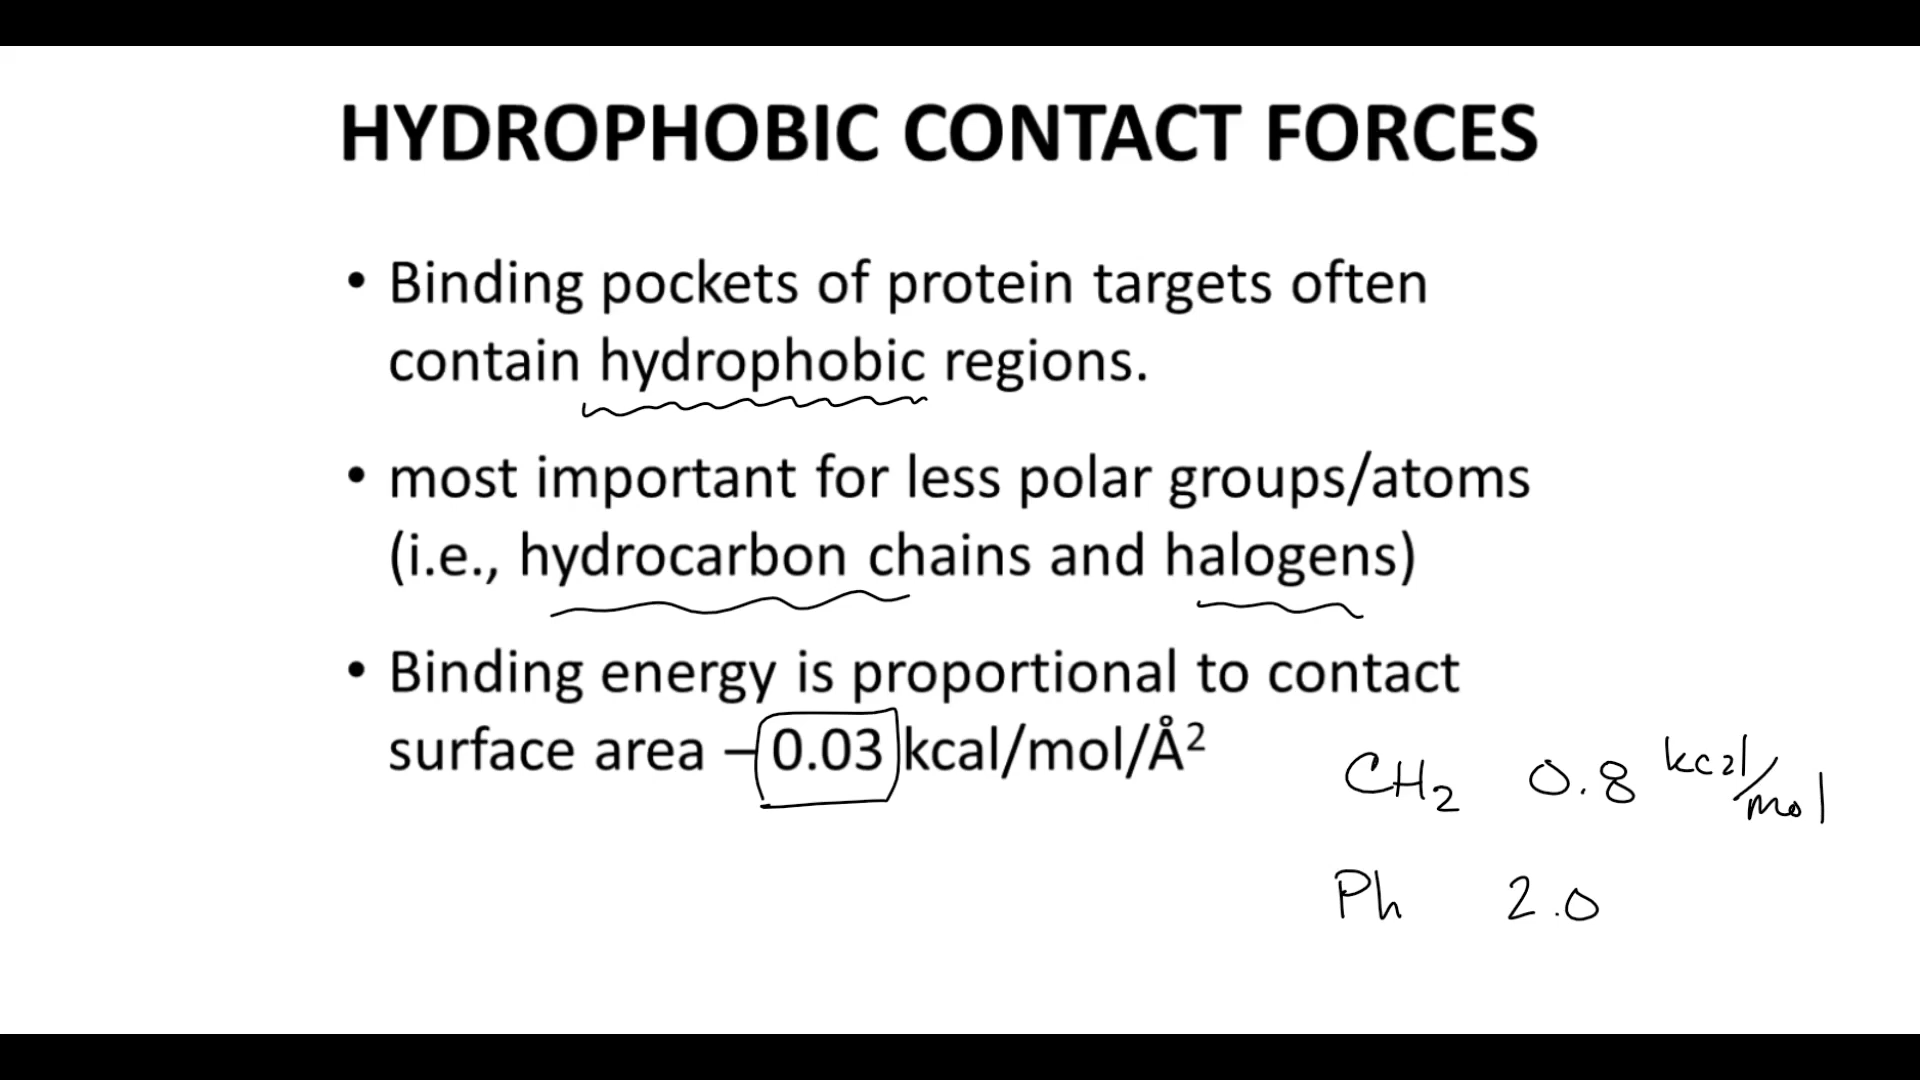 HYDROPHOBIC CONTACT FORCES
• Binding pockets of protein targets often
contain hydrophobic regions.
• most important for less polar groups/atoms
(i.e., hydrocarbon chains and halogens)
• Binding energy is proportional to contact
surface area – 0.03 kcal/mol/Å²
CH₂ 0.8 kcal/mol
Ph 2.0